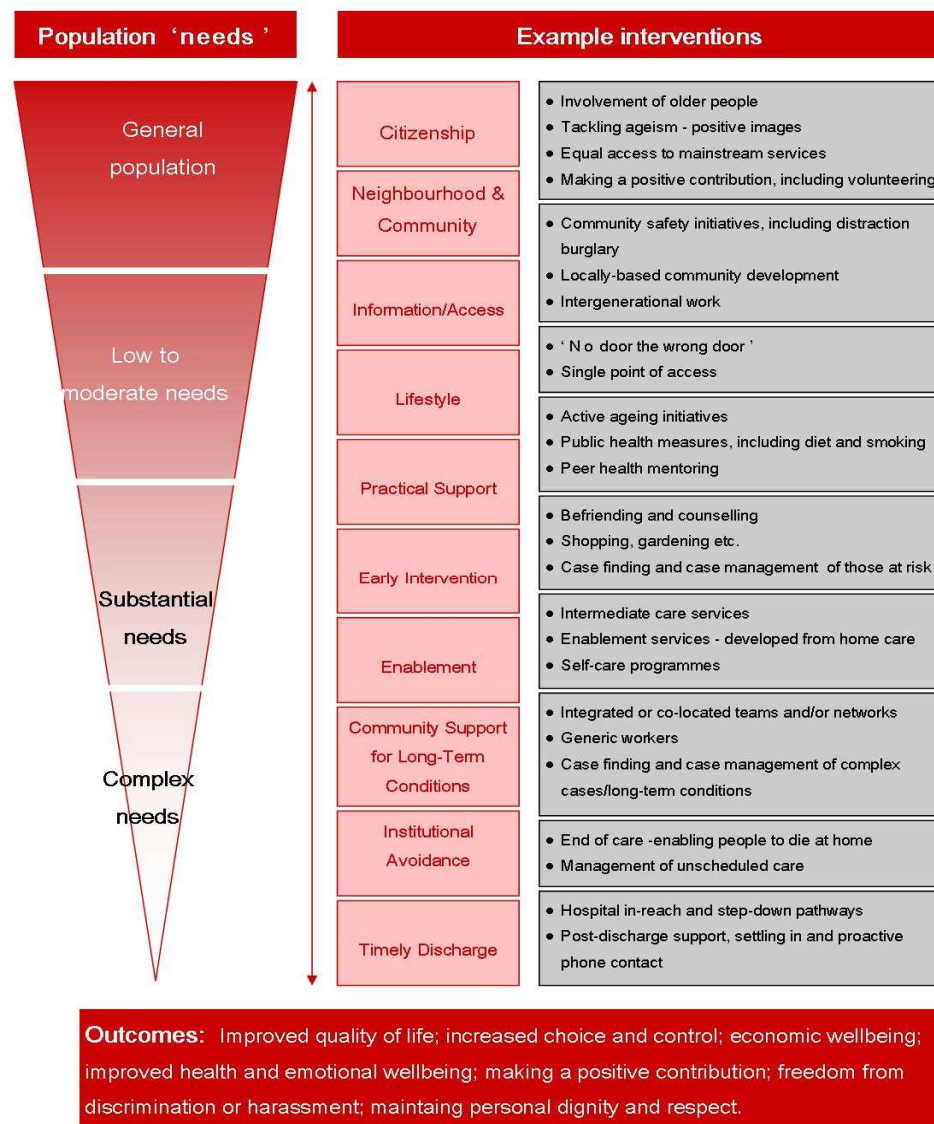 Population ‘needs’
Example interventions
General
population
Low to
moderate needs
Substantial
needs
Complex
needs
Citizenship
Neighbourhood &
Community
Information/Access
Lifestyle
Practical Support
Early Intervention
Enablement
Community Support
for Long-Term
Conditions
Institutional
Avoidance
Timely Discharge
• Involvement of older people
• Tackling ageism - positive images
• Equal access to mainstream services
• Making a positive contribution, including volunteering
• Community safety initiatives, including distraction
burglary
• Locally-based community development
• Intergenerational work
• ‘No door the wrong door’
• Single point of access
• Active ageing initiatives
• Public health measures, including diet and smoking
• Peer health mentoring
• Befriending and counselling
• Shopping, gardening etc.
• Case finding and case management of those at risk
• Intermediate care services
• Enablement services - developed from home care
• Self-care programmes
• Integrated or co-located teams and/or networks
• Generic workers
• Case finding and case management of complex
cases/long-term conditions
• End of care -enabling people to die at home
• Management of unscheduled care
• Hospital in-reach and step-down pathways
• Post-discharge support, settling in and proactive
phone contact
Outcomes: Improved quality of life; increased choice and control; economic wellbeing;
improved health and emotional wellbeing; making a positive contribution; freedom from
discrimination or harassment; maintaing personal dignity and respect.